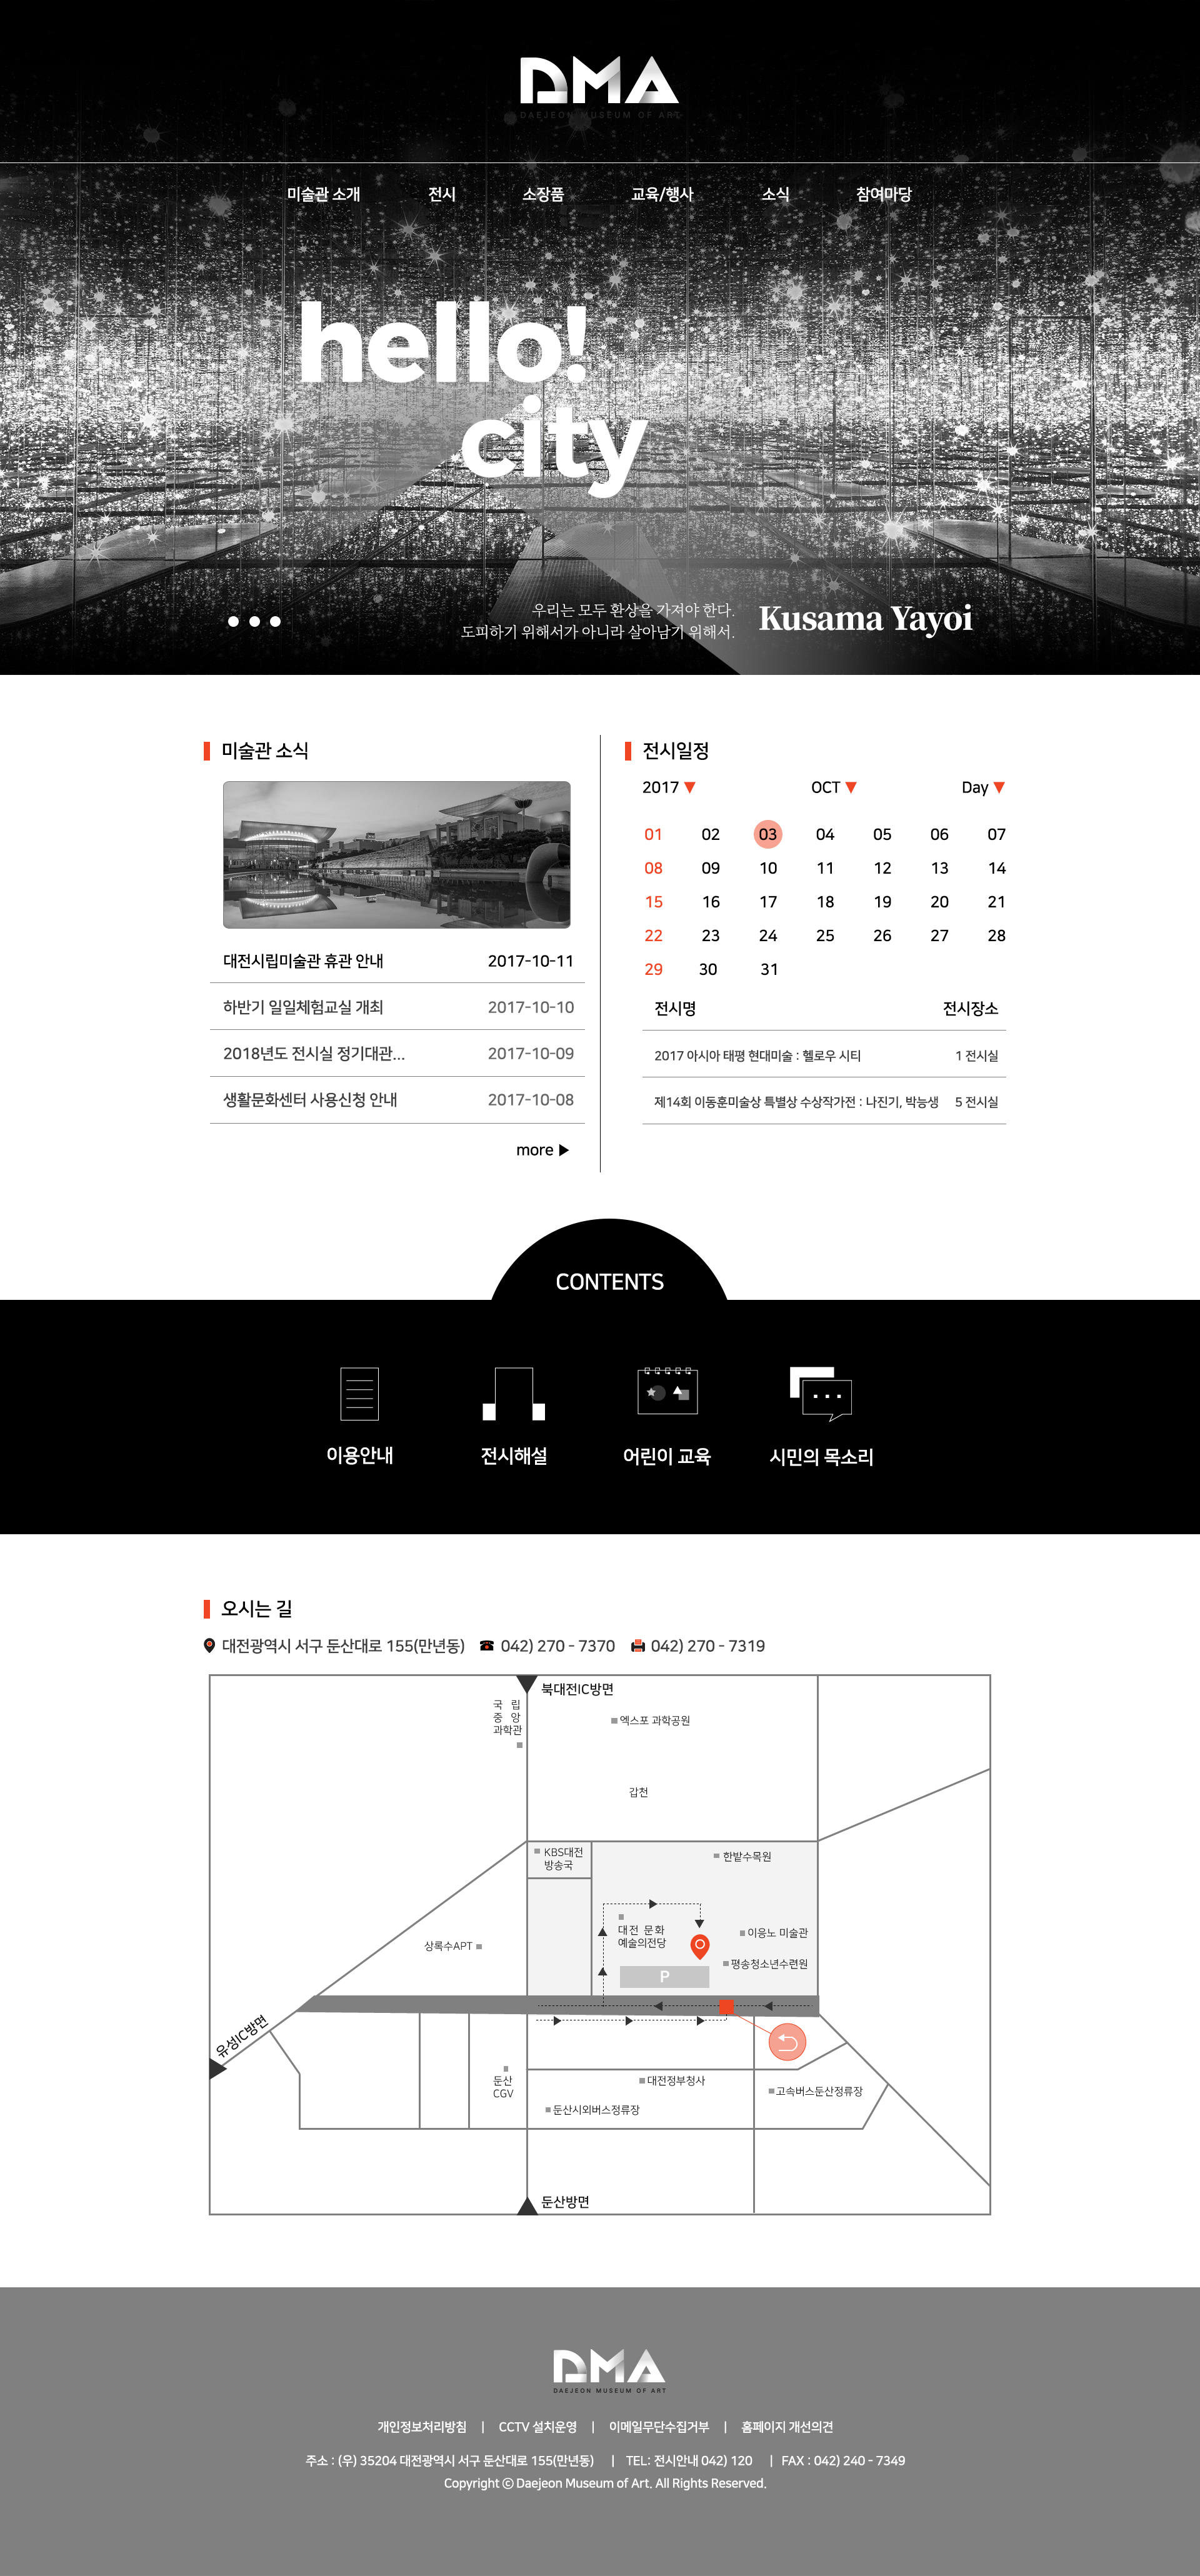 DMA
DAEJEON MUSEUM OF ART
미술관 소개 전시 소장품 교육/행사 소식 참여마당
hello!
city
우리는 모두 환상을 가져야 한다.
도피하기 위해서가 아니라 살아남기 위해서.
Kusama Yayoi
미술관 소식
대전시립미술관 휴관 안내 2017-10-11
하반기 일일체험교실 개최 2017-10-10
2018년도 전시실 정기대관... 2017-10-09
생활문화센터 사용신청 안내 2017-10-08
more ▶
전시일정
2017 ▼ OCT ▼ Day ▼
01 02 03 04 05 06 07
08 09 10 11 12 13 14
15 16 17 18 19 20 21
22 23 24 25 26 27 28
29 30 31
전시명 전시장소
2017 아시아 태평 현대미술 : 헬로우 시티 1 전시실
제14회 이동훈미술상 특별상 수상작가전 : 나진기, 박능생 5 전시실
CONTENTS
이용안내 전시해설 어린이 교육 시민의 목소리
오시는 길
대전광역시 서구 둔산대로 155(만년동) 042) 270 - 7370 042) 270 - 7319
북대전IC방면
국 립
중 앙
과학관
엑스포 과학공원
갑천
KBS대전
방송국
한밭수목원
대전 문화
예술의전당
이응노 미술관
상록수APT
평송청소년수련원
P
유성IC방면
둔산
CGV
대전정부청사
고속버스둔산정류장
둔산시외버스정류장
둔산방면
DMA
DAEJEON MUSEUM OF ART
개인정보처리방침 | CCTV 설치운영 | 이메일무단수집거부 | 홈페이지 개선의견
주소 : (우) 35204 대전광역시 서구 둔산대로 155(만년동) | TEL: 전시안내 042) 120 | FAX : 042) 240 - 7349
Copyright ⓒ Daejeon Museum of Art. All Rights Reserved.